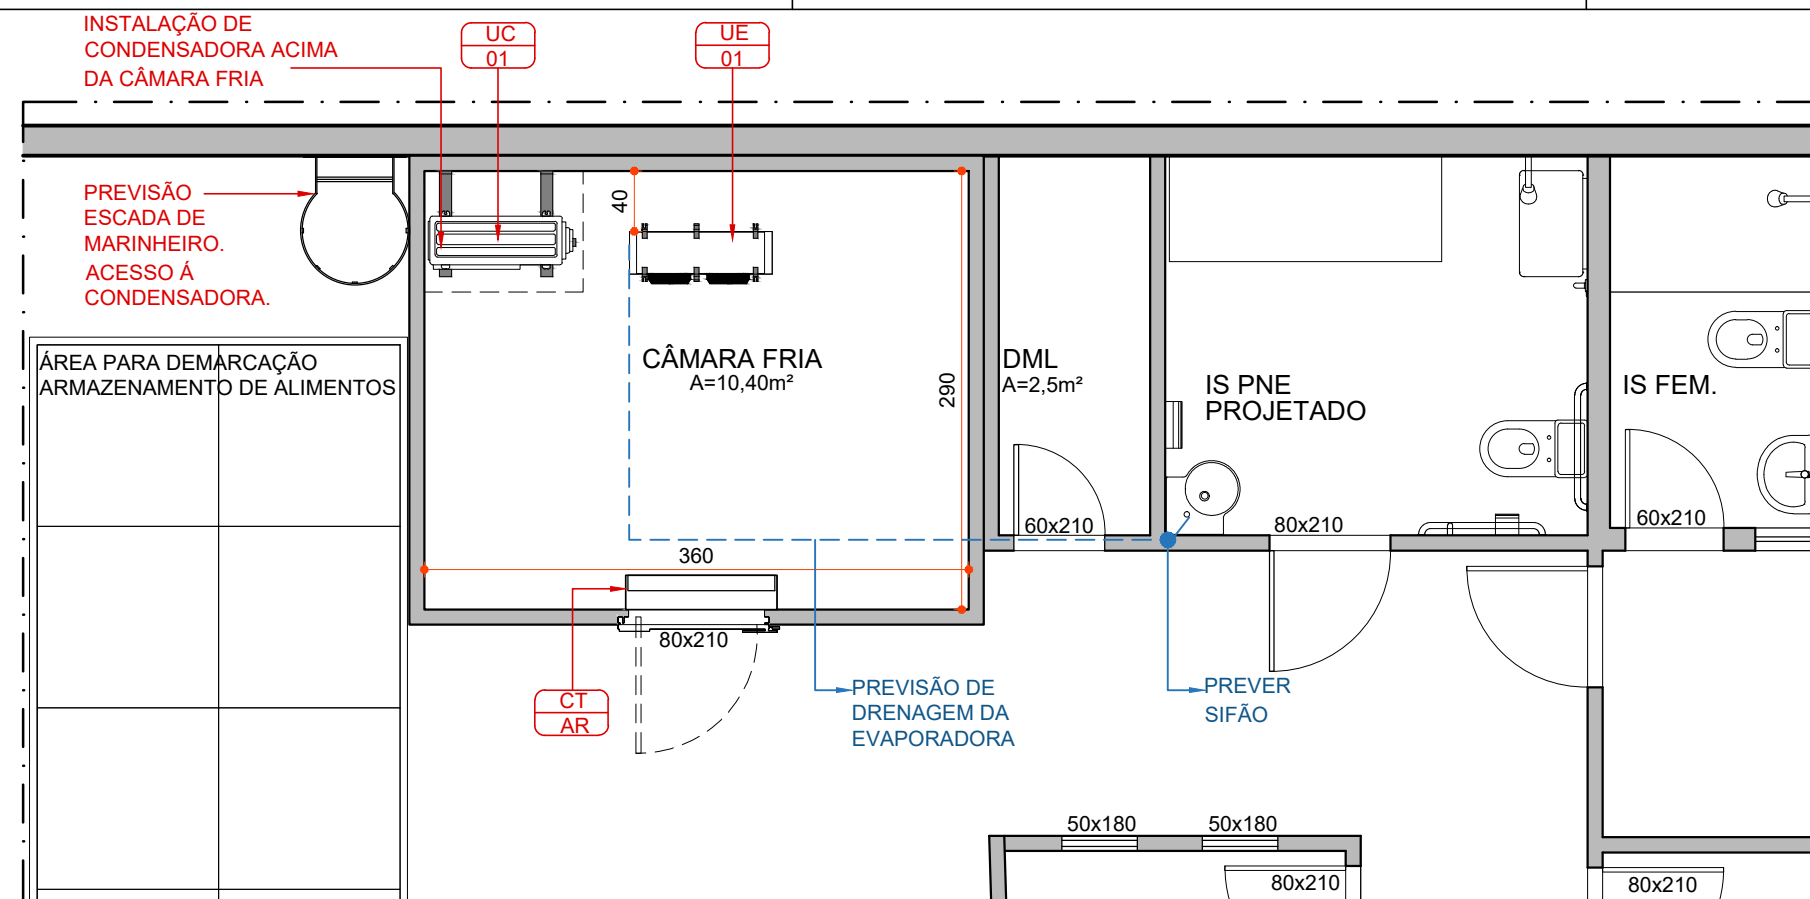 INSTALAÇÃO DE
CONDENSADORA ACIMA
DA CÂMARA FRIA
UC
01
UE
01
PREVISÃO
ESCADA DE
MARINHEIRO.
ACESSO Á
CONDENSADORA.
40
ÁREA PARA DEMARCAÇÃO
ARMAZENAMENTO DE ALIMENTOS
CÂMARA FRIA
A=10,40m²
290
DML
A=2,5m²
IS PNE
PROJETADO
IS FEM.
60x210
80x210
60x210
360
80x210
CT
AR
PREVISÃO DE
DRENAGEM DA
EVAPORADORA
PREVER
SIFÃO
50x180
50x180
80x210
80x210